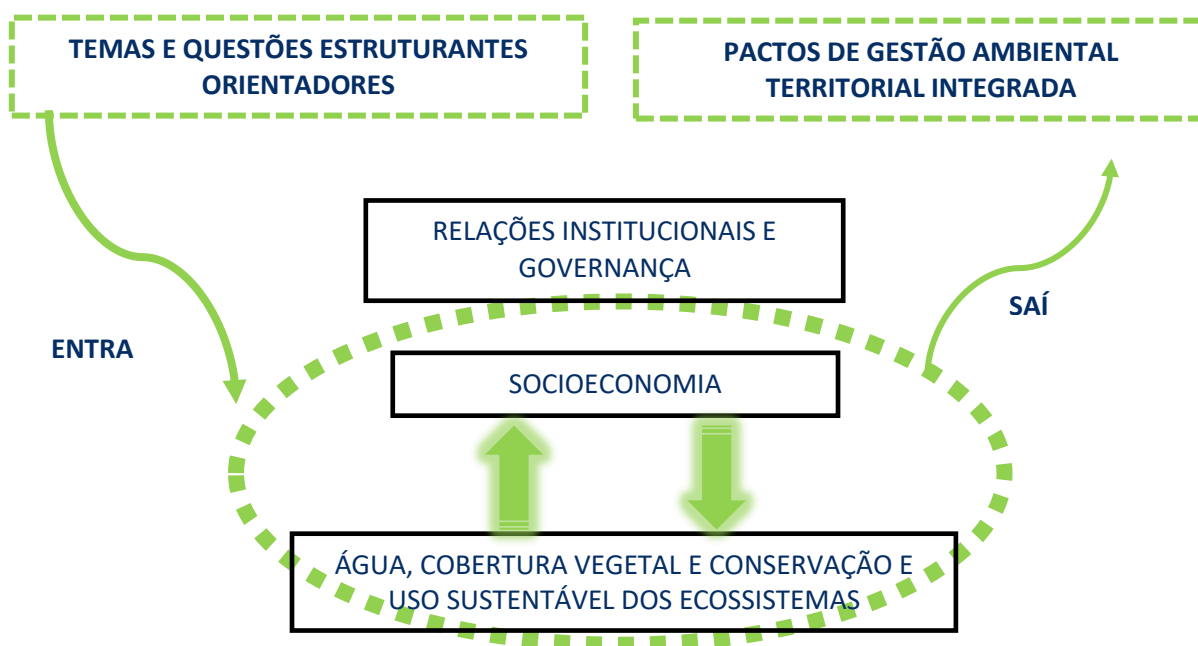 TEMAS E QUESTÕES ESTRUTURANTES
ORIENTADORES
PACTOS DE GESTÃO AMBIENTAL
TERRITORIAL INTEGRADA
RELAÇÕES INSTITUCIONAIS E
GOVERNANÇA
SAÍ
ENTRA
SOCIOECONOMIA
ÁGUA, COBERTURA VEGETAL E CONSERVAÇÃO E
USO SUSTENTÁVEL DOS ECOSSISTEMAS